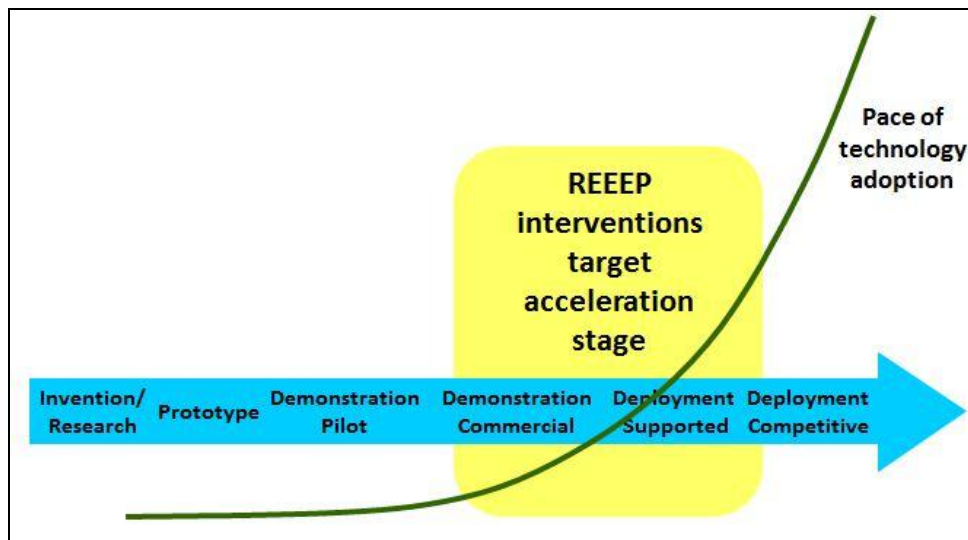 Pace of
technology
adoption
REEEP
interventions
target
acceleration
stage
Invention/
Research
Prototype
Demonstration
Pilot
Demonstration
Commercial
Deployment
Supported
Deployment
Competitive